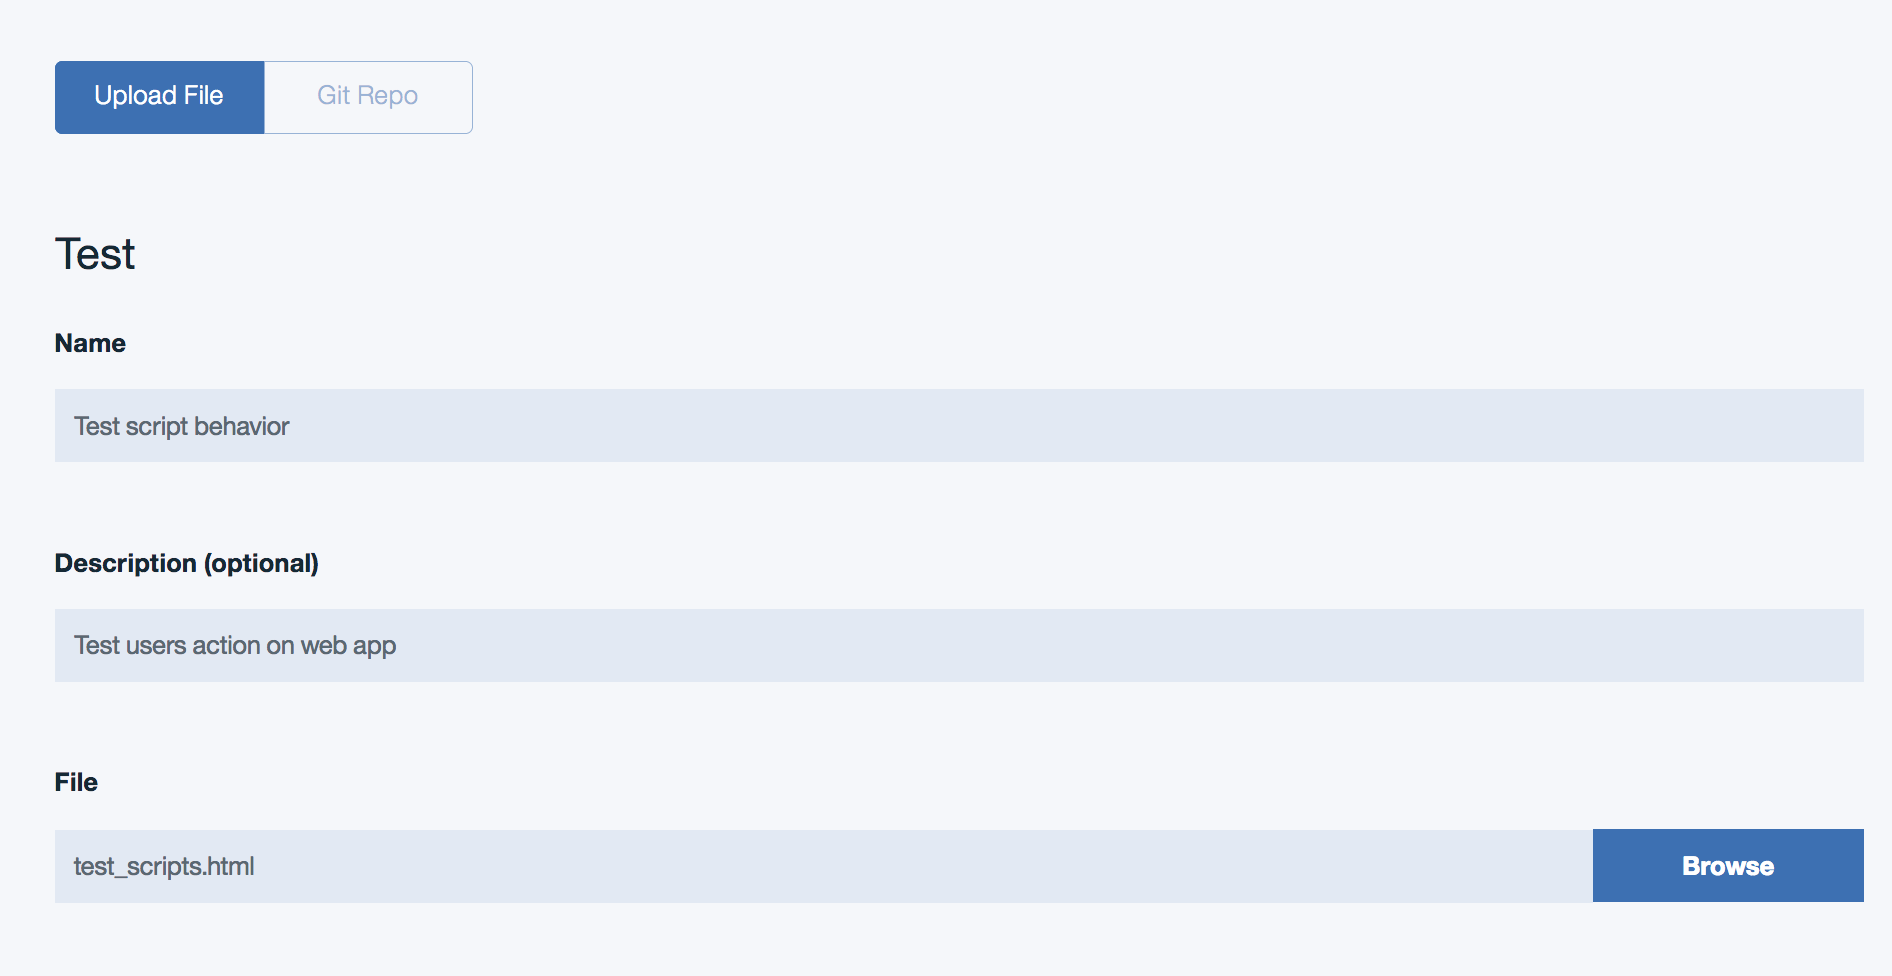 Upload File Git Repo
Test
Name
Test script behavior
Description (optional)
Test users action on web app
File
test_scripts.html Browse